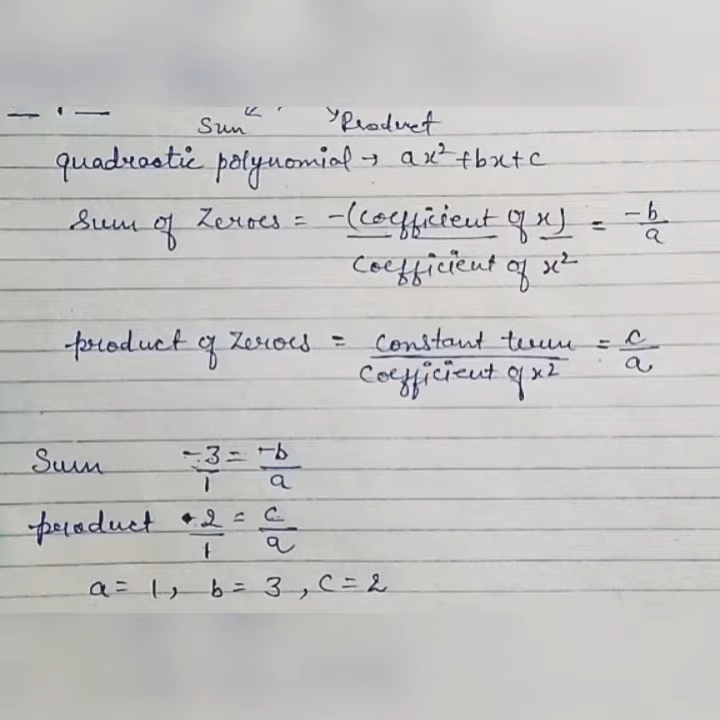 Sum Product
quadratic polynomial → ax²+bx+c
Sum of Zeroes = -(coefficient of x) / coefficient of x² = -b/a
product of zeroes = constant term / coefficient of x² = c/a
Sum -3/1 = -b/a
product 2/1 = c/a
a = 1, b = 3, c = 2